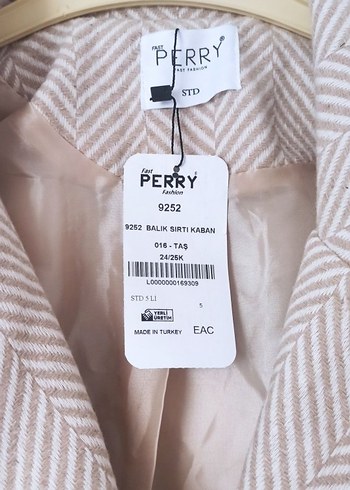 FAST
PERRY
FAST FASHION
STD
Fast
PERRY
Fashion
9252
9252 BALIK SIRTI KABAN
016 - TAŞ
24/25K
L0000000169309
STD 5 LI
5
YERLİ
ÜRETİM
MADE IN TURKEY
EAC